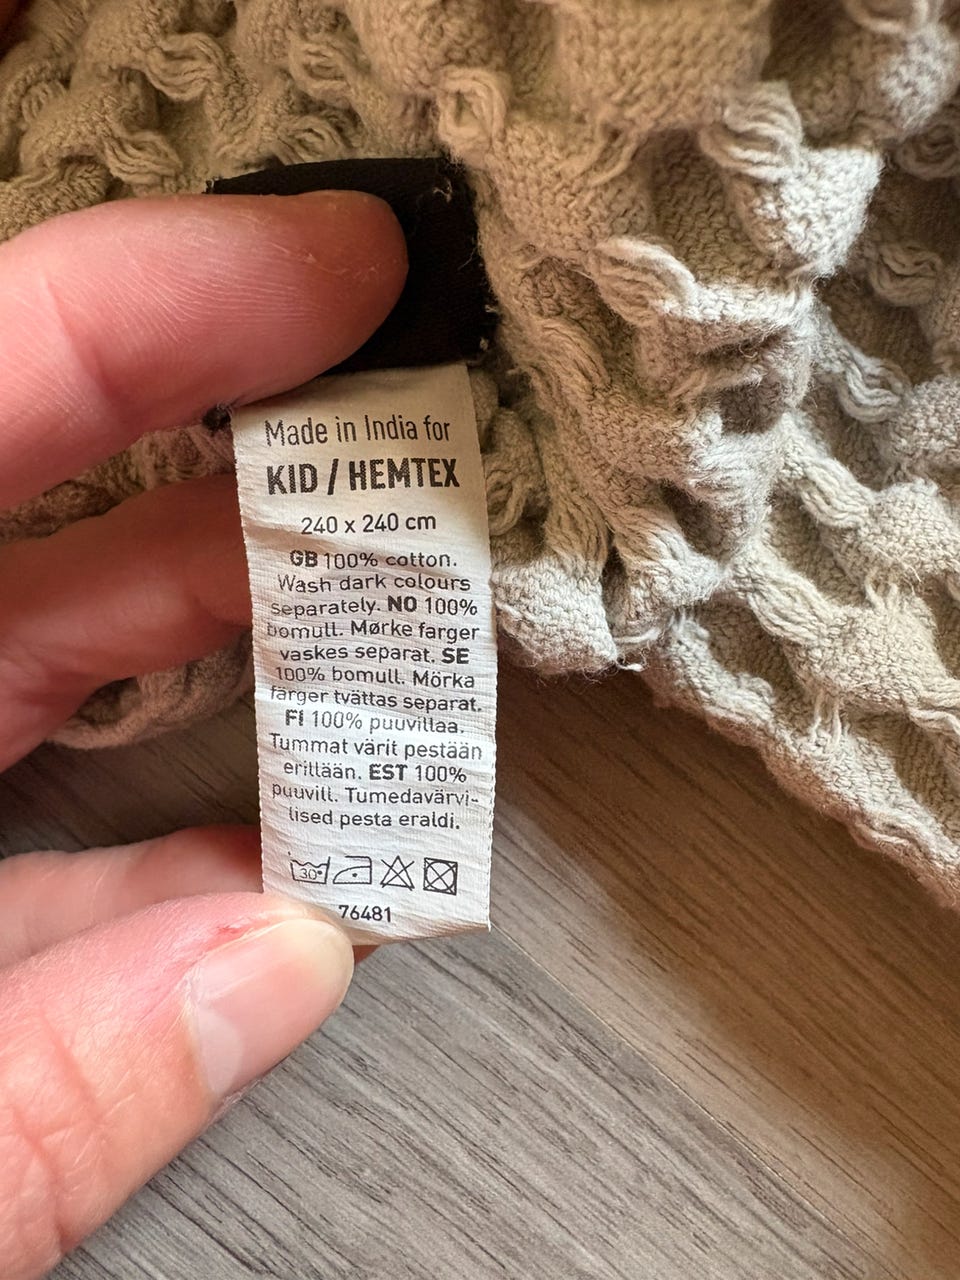 Made in India for
KID / HEMTEX
240 x 240 cm
GB 100% cotton.
Wash dark colours
separately. NO 100%
bomull. Mørke farger
vaskes separat. SE
100% bomull. Mörka
färger tvättas separat.
FI 100% puuvillaa.
Tummat värit pestään
erillään. EST 100%
puuvill. Tumedavärvi-
lised pesta eraldi.
30°
76481